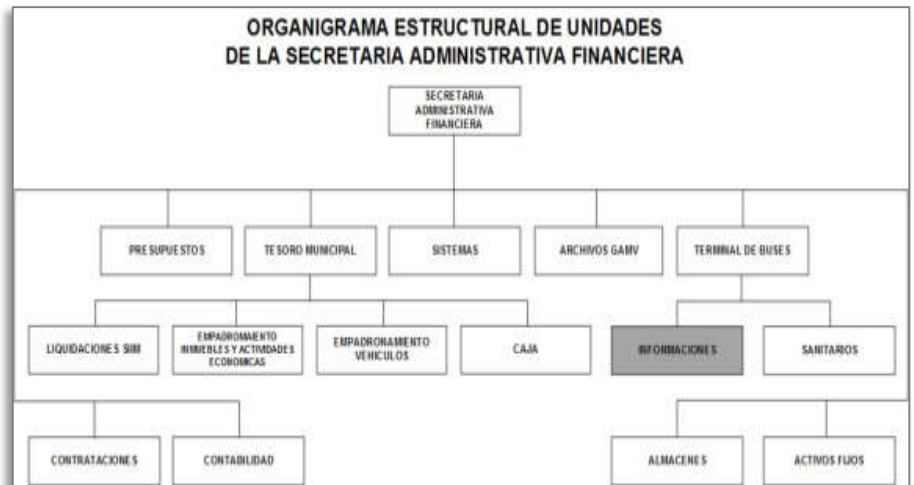 ORGANIGRAMA ESTRUCTURAL DE UNIDADES
DE LA SECRETARIA ADMINISTRATIVA FINANCIERA
SECRETARIA
ADMINISTRATIVA
FINANCIERA
PRESUPUESTOS
TESORO MUNICIPAL
SISTEMAS
ARCHIVOS GAMV
TERMINAL DE BUSES
LIQUIDACIONES SIIM
EMPADROMAIENTO
INMUEBLES Y ACTIVIDADES
ECONOMICAS
EMPADRONAMIENTO
VEHICULOS
CAJA
INFORMACIONES
SANITARIOS
CONTRATACIONES
CONTABILIDAD
ALMACENES
ACTIVOS FIJOS